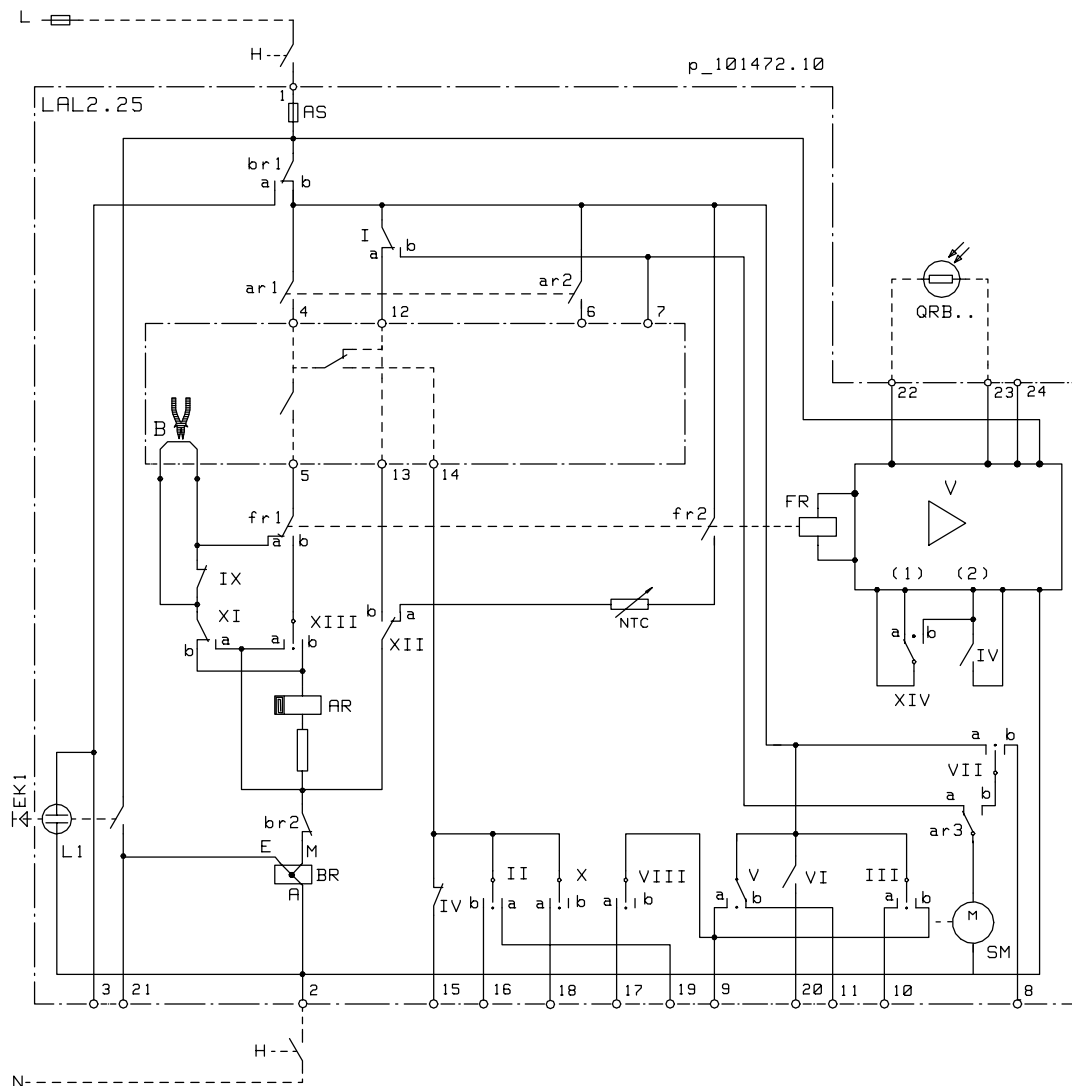 L
H
p_101472.10
LAL2.25
1
AS
br1
a b
I
a b
ar1
ar2
4 12 6 7
QRB..
22 23 24
B
5 13 14
fr1
a b
fr2
FR
V
IX
(1) (2)
XI
XIII
b a
b a a b
XII
NTC
a b
IV
XIV
AR
a b
VII
EK1
a b
br2
ar3
L1
E M
BR
A
II X VIII V VI III
IV
b a a b a b a b a b
M
SM
3 21 2 15 16 18 17 19 9 20 11 10 8
H
N